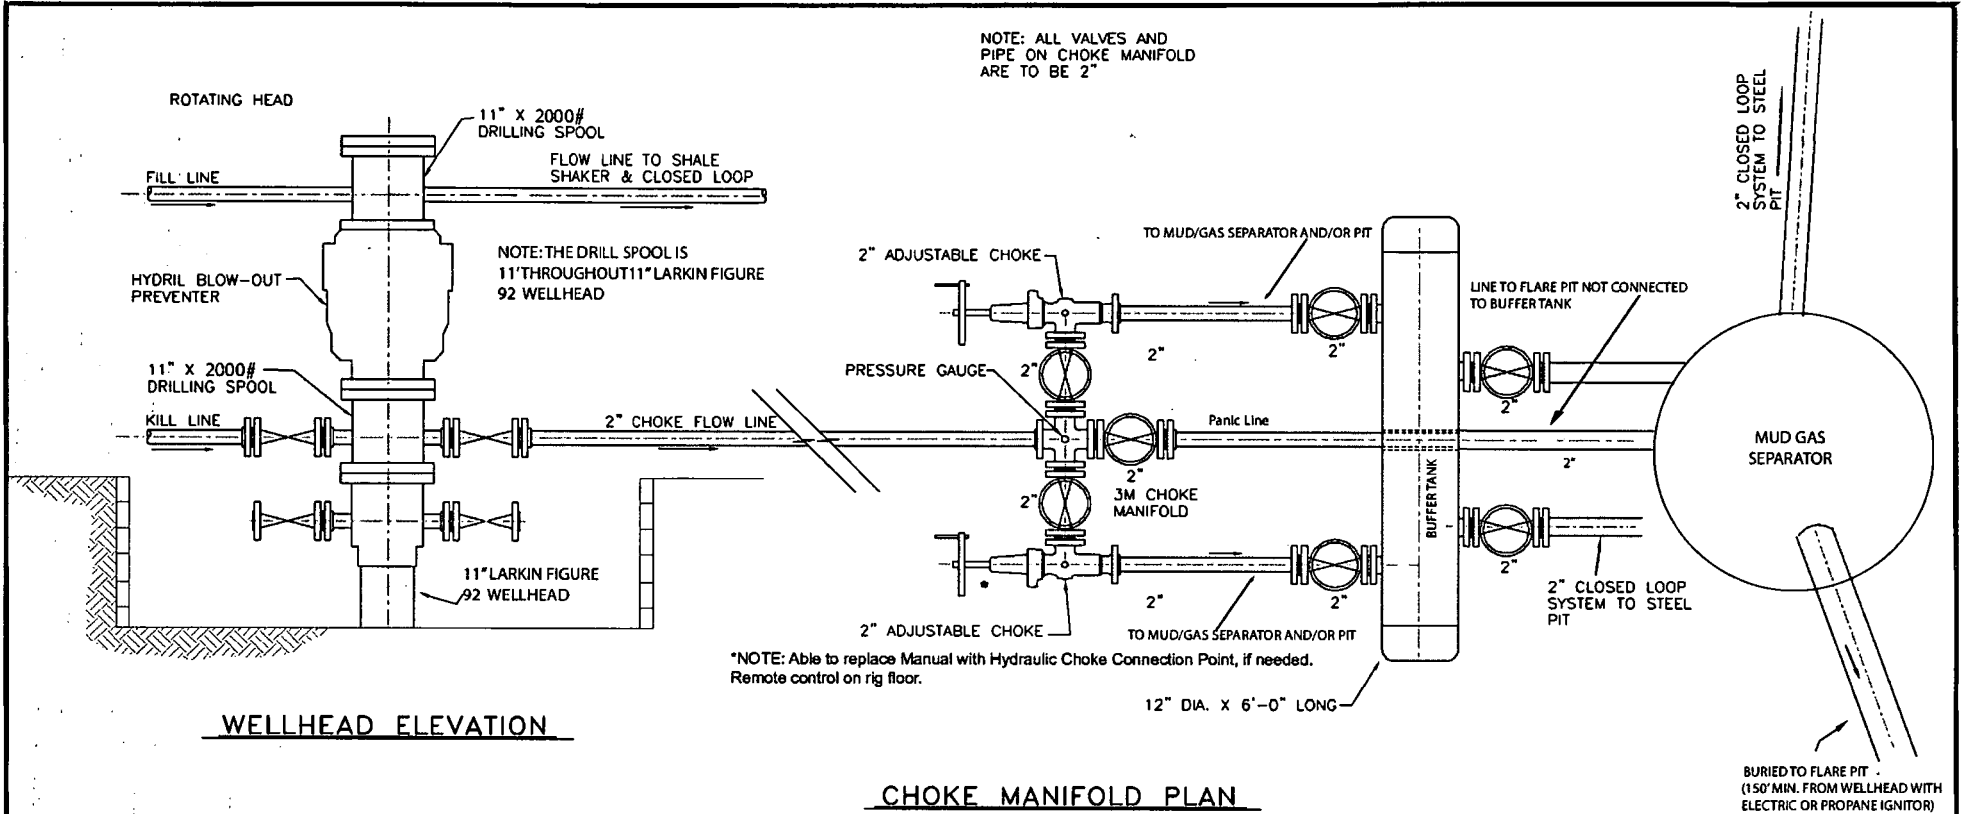 NOTE: ALL VALVES AND
PIPE ON CHOKE MANIFOLD
ARE TO BE 2"
ROTATING HEAD
11" X 2000#
DRILLING SPOOL
FLOW LINE TO SHALE
SHAKER & CLOSED LOOP
FILL LINE
NOTE: THE DRILL SPOOL IS
11'THROUGHOUT11" LARKIN FIGURE
92 WELLHEAD
HYDRIL BLOW-OUT
PREVENTER
11" X 2000#
DRILLING SPOOL
KILL LINE
2" CHOKE FLOW LINE
11" LARKIN FIGURE
92 WELLHEAD
WELLHEAD ELEVATION
2" ADJUSTABLE CHOKE
TO MUD/GAS SEPARATOR AND/OR PIT
2"
2"
2"
PRESSURE GAUGE
Panic Line
2"
2"
3M CHOKE
MANIFOLD
2"
2"
*
2" ADJUSTABLE CHOKE
TO MUD/GAS SEPARATOR AND/OR PIT
*NOTE: Able to replace Manual with Hydraulic Choke Connection Point, if needed.
Remote control on rig floor.
12" DIA. X 6'-0" LONG
BUFFER TANK
LINE TO FLARE PIT NOT CONNECTED
TO BUFFER TANK
2"
2"
2"
2" CLOSED LOOP
SYSTEM TO STEEL
PIT
2" CLOSED LOOP
SYSTEM TO STEEL
PIT
MUD GAS
SEPARATOR
BURIED TO FLARE PIT
(150' MIN. FROM WELLHEAD WITH
ELECTRIC OR PROPANE IGNITOR)
CHOKE MANIFOLD PLAN